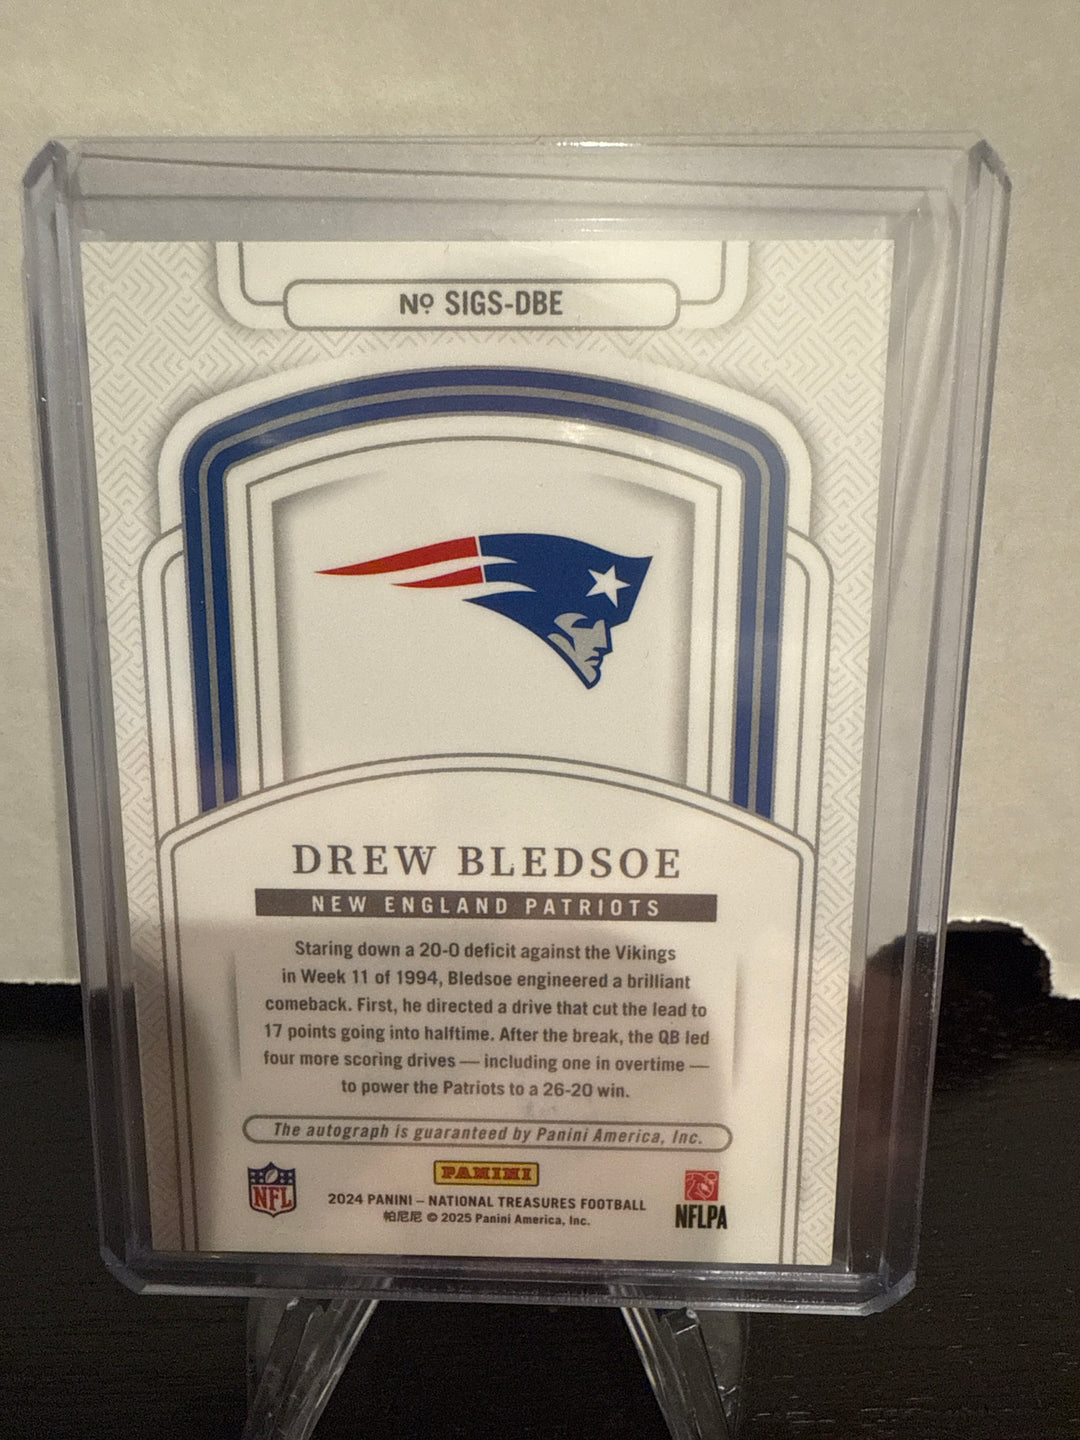 Nº SIGS-DBE
DREW BLEDSOE
NEW ENGLAND PATRIOTS
Staring down a 20-0 deficit against the Vikings
in Week 11 of 1994, Bledsoe engineered a brilliant
comeback. First, he directed a drive that cut the lead to
17 points going into halftime. After the break, the QB led
four more scoring drives — including one in overtime —
to power the Patriots to a 26-20 win.
The autograph is guaranteed by Panini America, Inc.
NFL
PANINI
2024 PANINI – NATIONAL TREASURES FOOTBALL
帕尼尼 © 2025 Panini America, Inc.
NFLPA